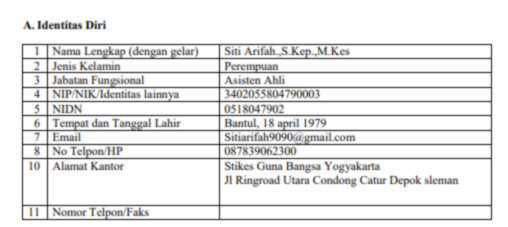 A. Identitas Diri
1 Nama Lengkap (dengan gelar) Siti Arifah.,S.Kep.,M.Kes
2 Jenis Kelamin Perempuan
3 Jabatan Fungsional Asisten Ahli
4 NIP/NIK/Identitas lainnya 3402055804790003
5 NIDN 0518047902
6 Tempat dan Tanggal Lahir Bantul, 18 april 1979
7 Email Sitiarifah9090@gmail.com
8 No Telpon/HP 087839062300
10 Alamat Kantor Stikes Guna Bangsa Yogyakarta
Jl Ringroad Utara Condong Catur Depok sleman
11 Nomor Telpon/Faks